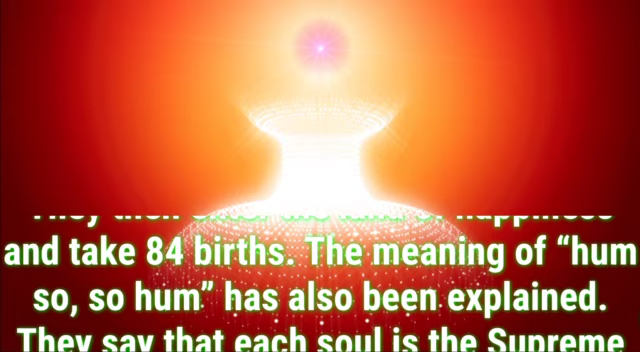 and take 84 births. The meaning of “hum
so, so hum” has also been explained.
They say that each soul is the Supreme